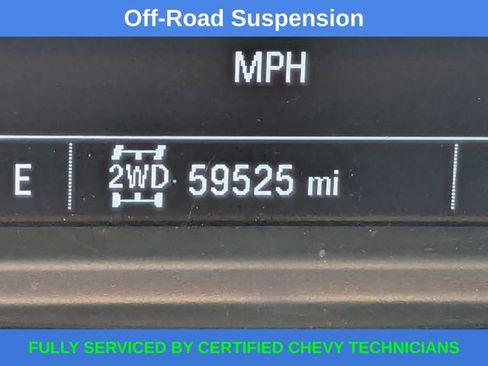 Off-Road Suspension
MPH
E 2WD 59525 mi
FULLY SERVICED BY CERTIFIED CHEVY TECHNICIANS